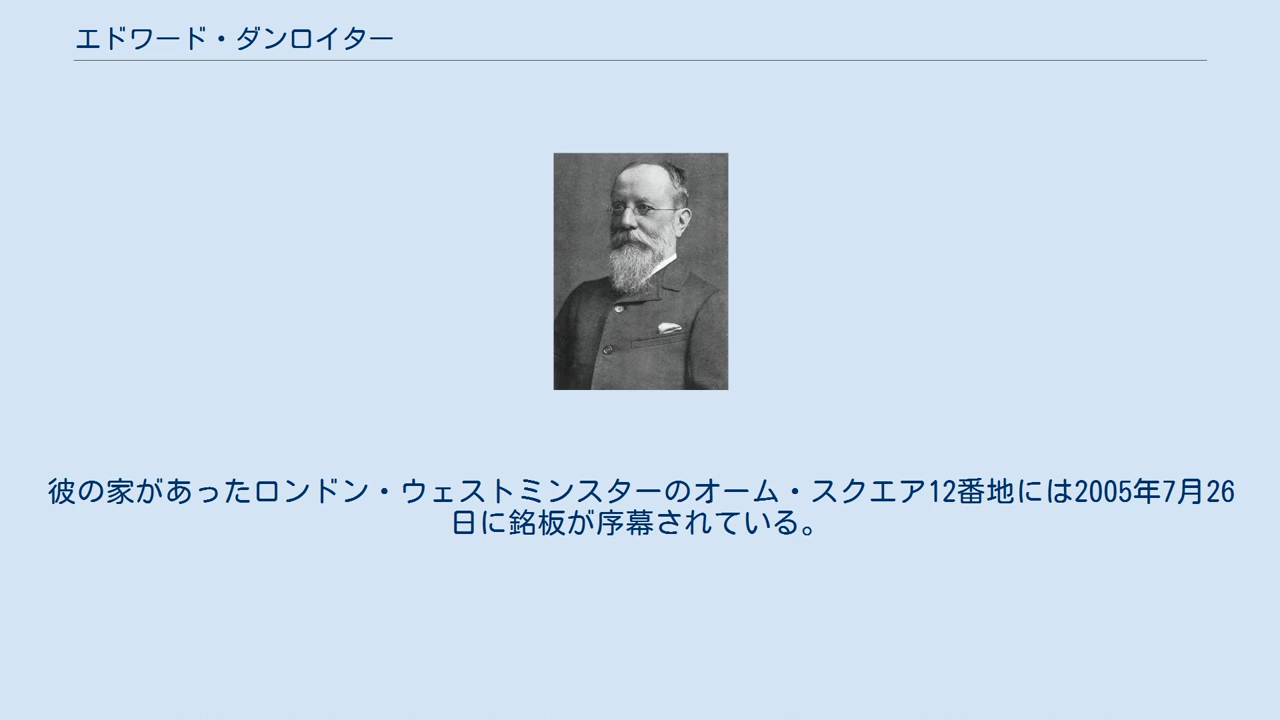 エドワード・ダンロイター
彼の家があったロンドン・ウェストミンスターのオーム・スクエア12番地には2005年7月26
日に銘板が序幕されている。